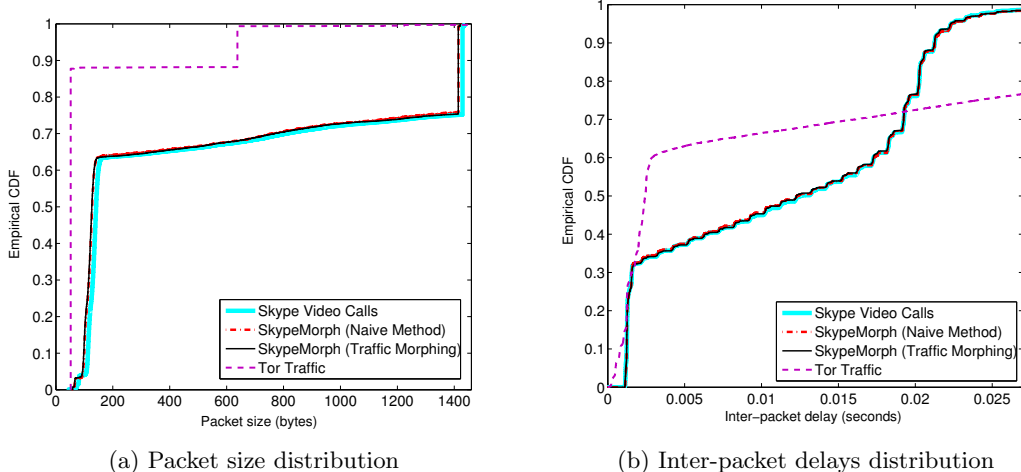 1
0.9
0.8
0.7
0.6
0.5
0.4
0.3
0.2
0.1
0
Empirical CDF
0 200 400 600 800 1000 1200 1400
Packet size (bytes)
Skype Video Calls
SkypeMorph (Naive Method)
SkypeMorph (Traffic Morphing)
Tor Traffic
(a) Packet size distribution
1
0.9
0.8
0.7
0.6
0.5
0.4
0.3
0.2
0.1
0
Empirical CDF
0 0.005 0.01 0.015 0.02 0.025
Inter-packet delay (seconds)
Skype Video Calls
SkypeMorph (Naive Method)
SkypeMorph (Traffic Morphing)
Tor Traffic
(b) Inter-packet delays distribution